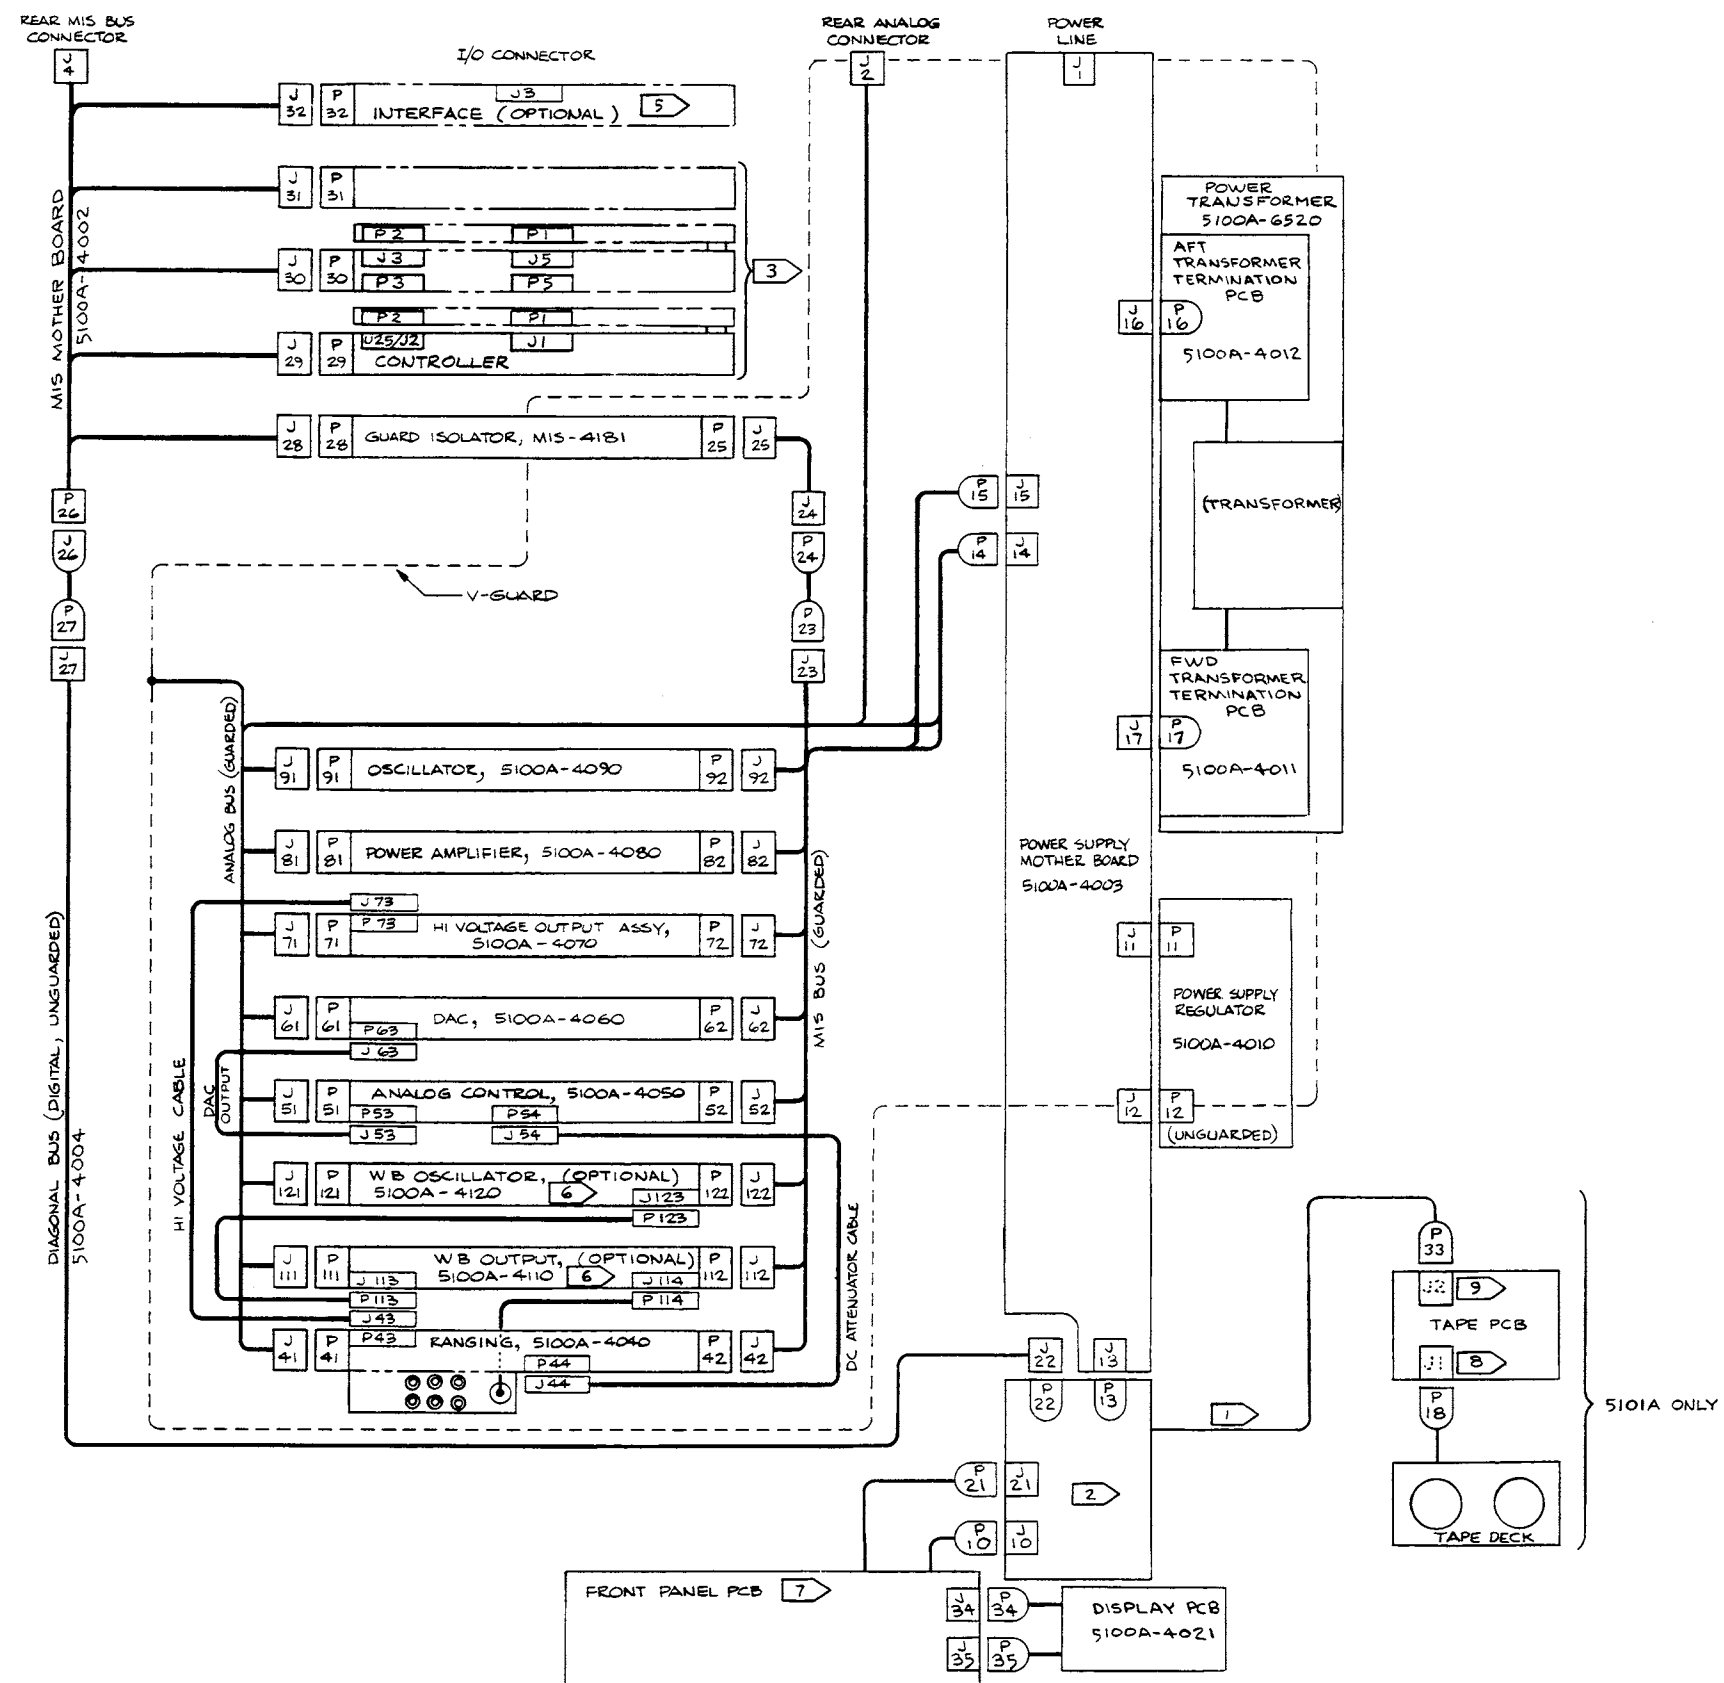 REAR MIS BUS
CONNECTOR
J
4
I/O CONNECTOR
REAR ANALOG
CONNECTOR
J
2
POWER
LINE
J
1
J
32
P
32
J3
INTERFACE (OPTIONAL)
5
J
31
P
31
P2
P1
J
30
P
30
J3
J5
P3
P5
3
P2
P1
J
29
P
29
J25/J2
J1
CONTROLLER
MIS MOTHER BOARD
5100A-4002
J
28
P
28
GUARD ISOLATOR, MIS-4181
P
25
J
25
P
26
J
26
P
27
J
27
J
24
P
24
P
23
J
23
V-GUARD
P
15
J
15
P
14
J
14
POWER
TRANSFORMER
5100A-6520
AFT
TRANSFORMER
TERMINATION
PCB
J
16
P
16
5100A-4012
(TRANSFORMER)
FWD
TRANSFORMER
TERMINATION
PCB
J
17
P
17
5100A-4011
POWER SUPPLY
MOTHER BOARD
5100A-4003
J
11
P
11
POWER SUPPLY
REGULATOR
5100A-4010
J
12
P
12
(UNGUARDED)
ANALOG BUS (GUARDED)
J
91
P
91
OSCILLATOR, 5100A-4090
P
92
J
92
J
81
P
81
POWER AMPLIFIER, 5100A-4080
P
82
J
82
J73
J
71
P
71
P73
HI VOLTAGE OUTPUT ASSY,
5100A-4070
P
72
J
72
MIS BUS (GUARDED)
J
61
P
61
DAC, 5100A-4060
P63
P
62
J
62
J63
DAC
OUTPUT
J
51
P
51
ANALOG CONTROL, 5100A-4050
P53
P54
P
52
J
52
J53
J54
HI VOLTAGE CABLE
DIAGONAL BUS (DIGITAL, UNGUARDED)
5100A-4004
J
121
P
121
WB OSCILLATOR, (OPTIONAL)
5100A-4120
6
J123
P
122
J
122
P123
J
111
P
111
WB OUTPUT, (OPTIONAL)
5100A-4110
6
J113
J114
P
112
J
112
P113
P114
J43
J
41
P
41
P43
RANGING, 5100A-4040
P
42
J
42
P44
J44
DC ATTENUATOR CABLE
J
22
J
13
P
22
P
13
1
2
P
21
J
21
P
10
J
10
P
33
J2
9
TAPE PCB
J1
8
P
18
TAPE DECK
5101A ONLY
FRONT PANEL PCB
7
J
34
P
34
J
35
P
35
DISPLAY PCB
5100A-4021